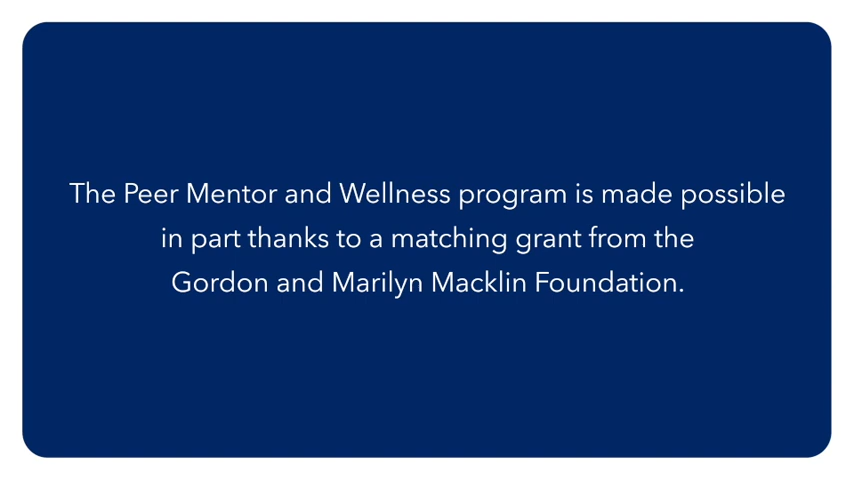 The Peer Mentor and Wellness program is made possible
in part thanks to a matching grant from the
Gordon and Marilyn Macklin Foundation.